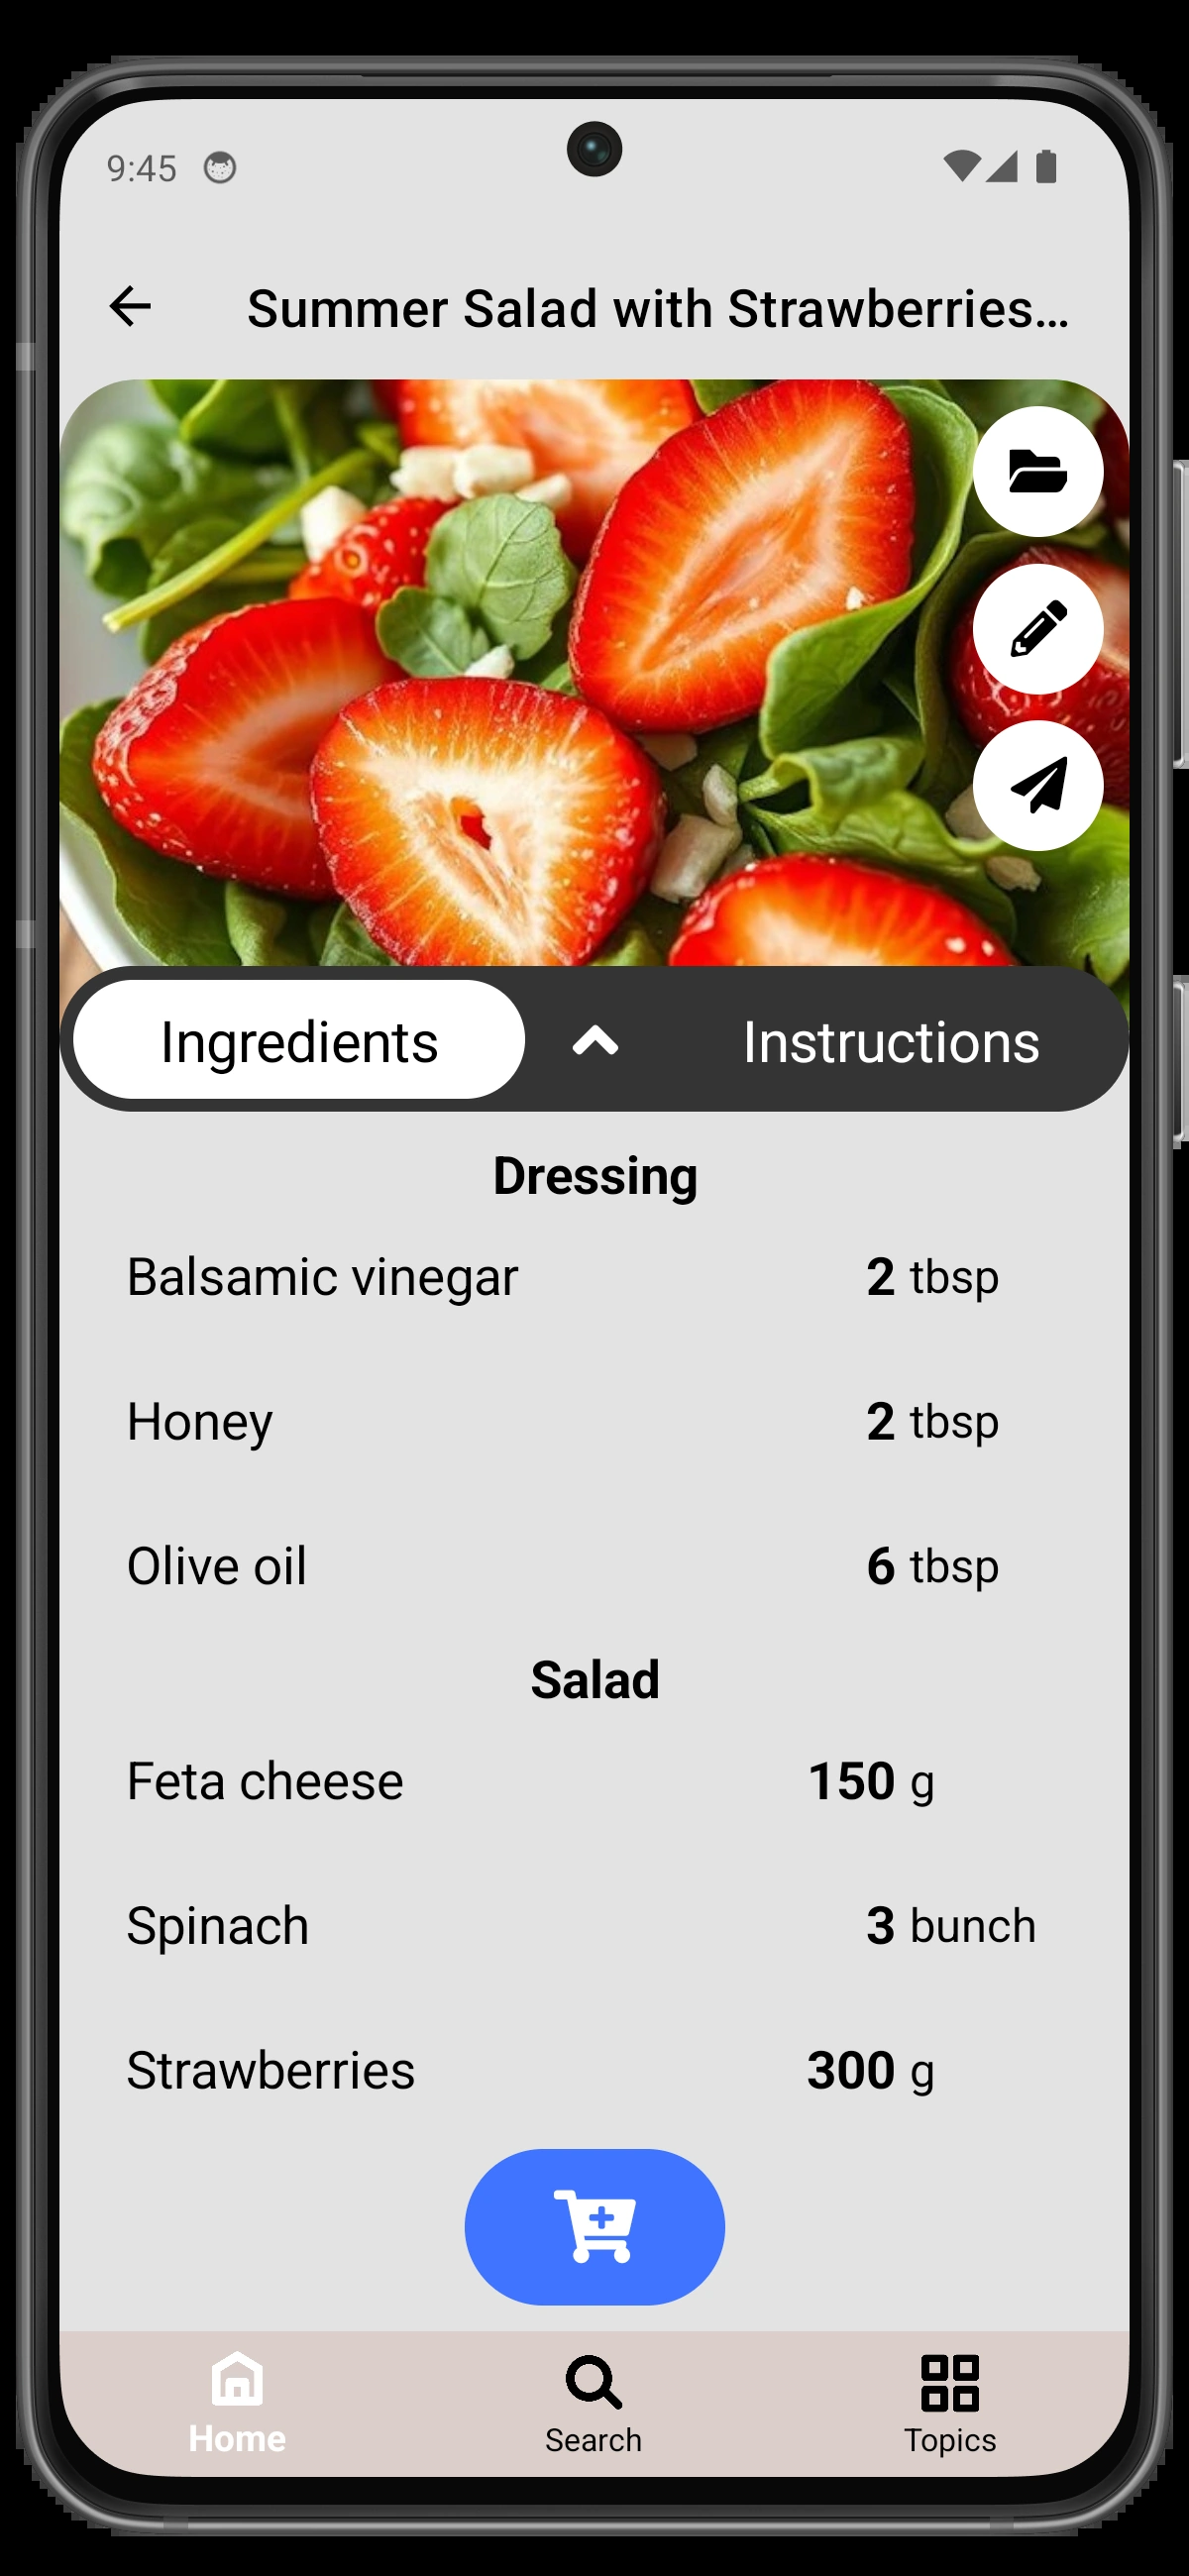 9:45
Summer Salad with Strawberries...
Ingredients
Instructions
Dressing
Balsamic vinegar 2 tbsp
Honey 2 tbsp
Olive oil 6 tbsp
Salad
Feta cheese 150 g
Spinach 3 bunch
Strawberries 300 g
Home
Search
Topics